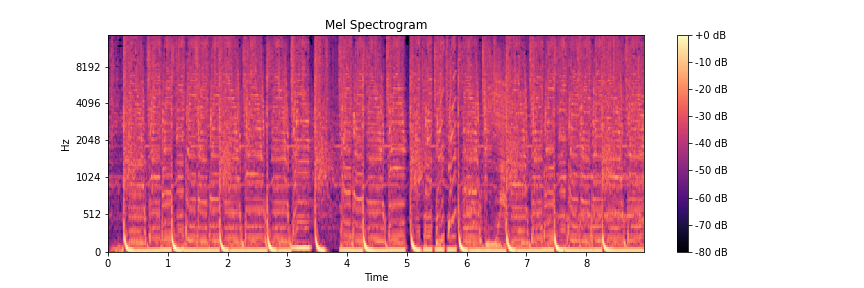 Mel Spectrogram
Hz
8192
4096
2048
1024
512
0
0 1 2 3 4 5 6 7 8
Time
+0 dB
-10 dB
-20 dB
-30 dB
-40 dB
-50 dB
-60 dB
-70 dB
-80 dB